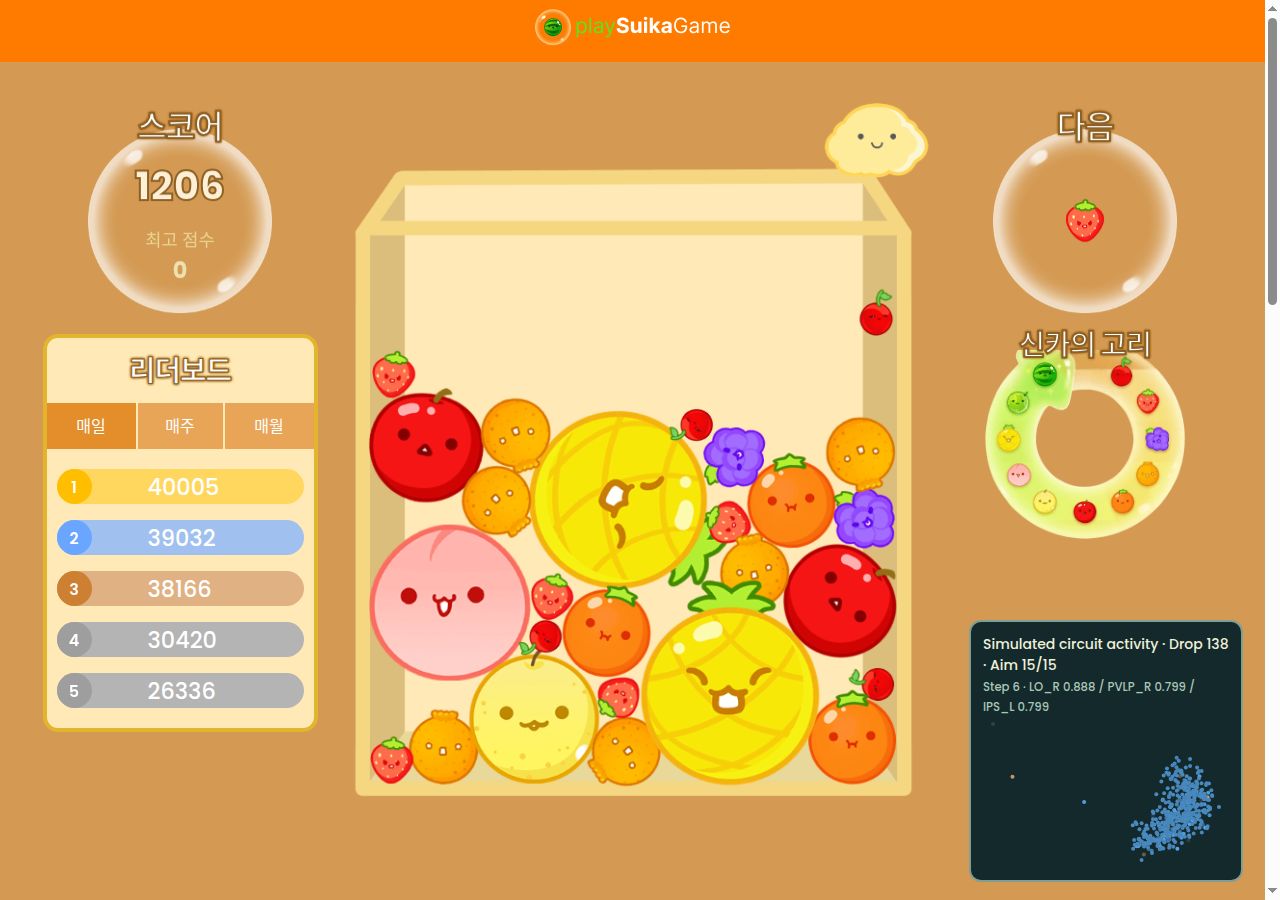 playSuikaGame
스코어
1206
최고 점수
0
리더보드
매일 매주 매월
1 40005
2 39032
3 38166
4 30420
5 26336
다음
신카의 고리
Simulated circuit activity · Drop 138
· Aim 15/15
Step 6 · LO_R 0.888 / PVLP_R 0.799 /
IPS_L 0.799